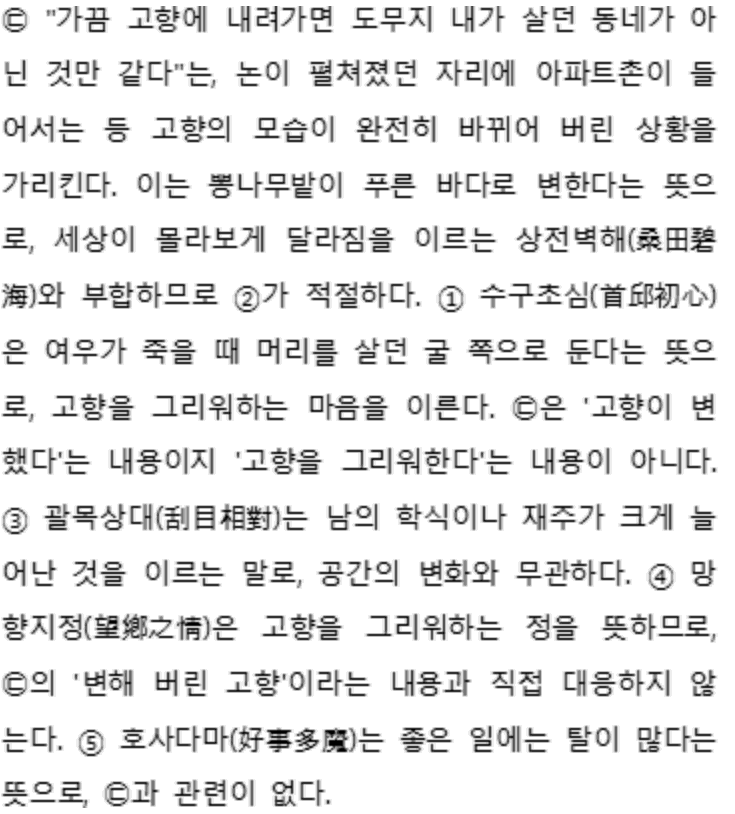 ㉢ "가끔 고향에 내려가면 도무지 내가 살던 동네가 아
닌 것만 같다"는, 논이 펼쳐졌던 자리에 아파트촌이 들
어서는 등 고향의 모습이 완전히 바뀌어 버린 상황을
가리킨다. 이는 뽕나무밭이 푸른 바다로 변한다는 뜻으
로, 세상이 몰라보게 달라짐을 이르는 상전벽해(桑田碧
海)와 부합하므로 ②가 적절하다. ① 수구초심(首邱初心)
은 여우가 죽을 때 머리를 살던 굴 쪽으로 둔다는 뜻으
로, 고향을 그리워하는 마음을 이른다. ㉢은 '고향이 변
했다'는 내용이지 '고향을 그리워한다'는 내용이 아니다.
③ 괄목상대(刮目相對)는 남의 학식이나 재주가 크게 늘
어난 것을 이르는 말로, 공간의 변화와 무관하다. ④ 망
향지정(望鄕之情)은 고향을 그리워하는 정을 뜻하므로,
㉢의 '변해 버린 고향'이라는 내용과 직접 대응하지 않
는다. ⑤ 호사다마(好事多魔)는 좋은 일에는 탈이 많다는
뜻으로, ㉢과 관련이 없다.